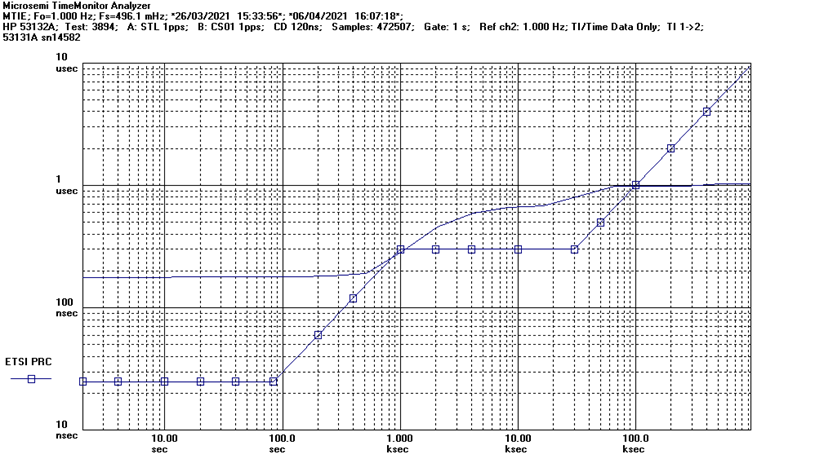 Microsemi TimeMonitor Analyzer
MTIE; Fo=1.000 Hz; Fs=496.1 mHz; *26/03/2021 15:33:56*; *06/04/2021 16:07:18*;
HP 53132A; Test: 3894; A: STL 1pps; B: CS01 1pps; CD 120ns; Samples: 472507; Gate: 1 s; Ref ch2: 1.000 Hz; TI/Time Data Only; TI 1->2;
53131A sn14582
10
usec
1
usec
100
nsec
ETSI PRC
10
nsec
10.00 100.0 1.000 10.00 100.0
sec sec ksec ksec ksec